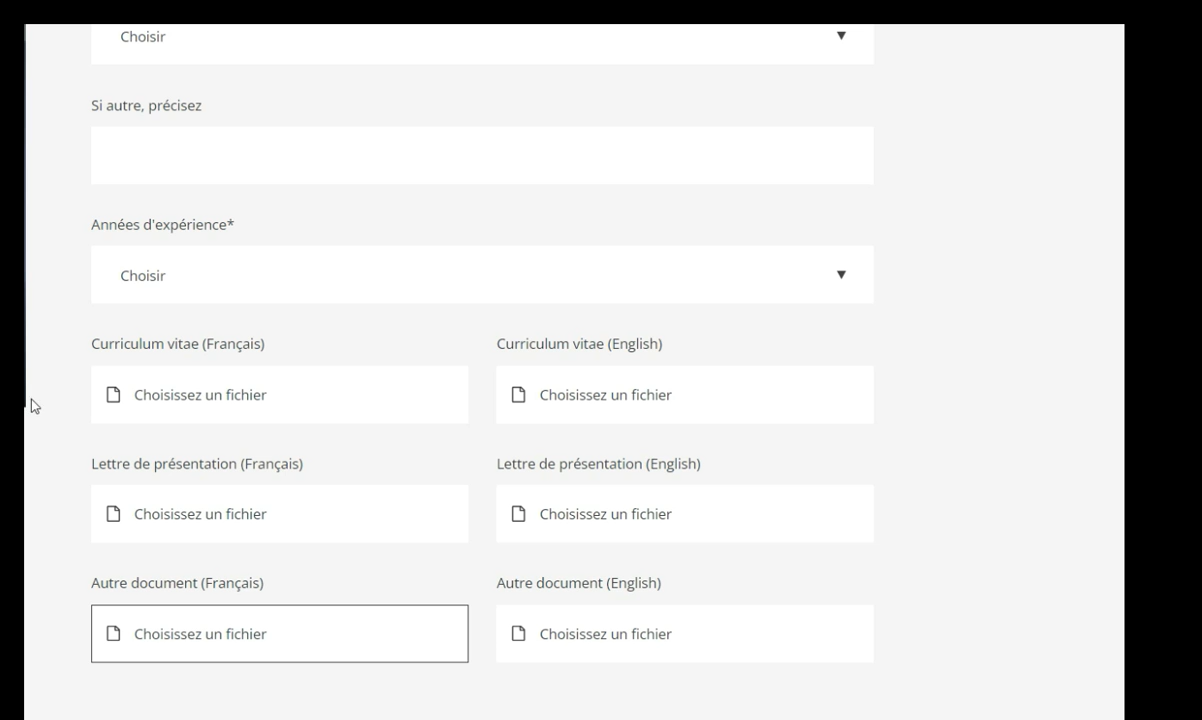 Choisir
Si autre, précisez
Années d'expérience*
Choisir
Curriculum vitae (Français)
Curriculum vitae (English)
Choisissez un fichier
Choisissez un fichier
Lettre de présentation (Français)
Lettre de présentation (English)
Choisissez un fichier
Choisissez un fichier
Autre document (Français)
Autre document (English)
Choisissez un fichier
Choisissez un fichier